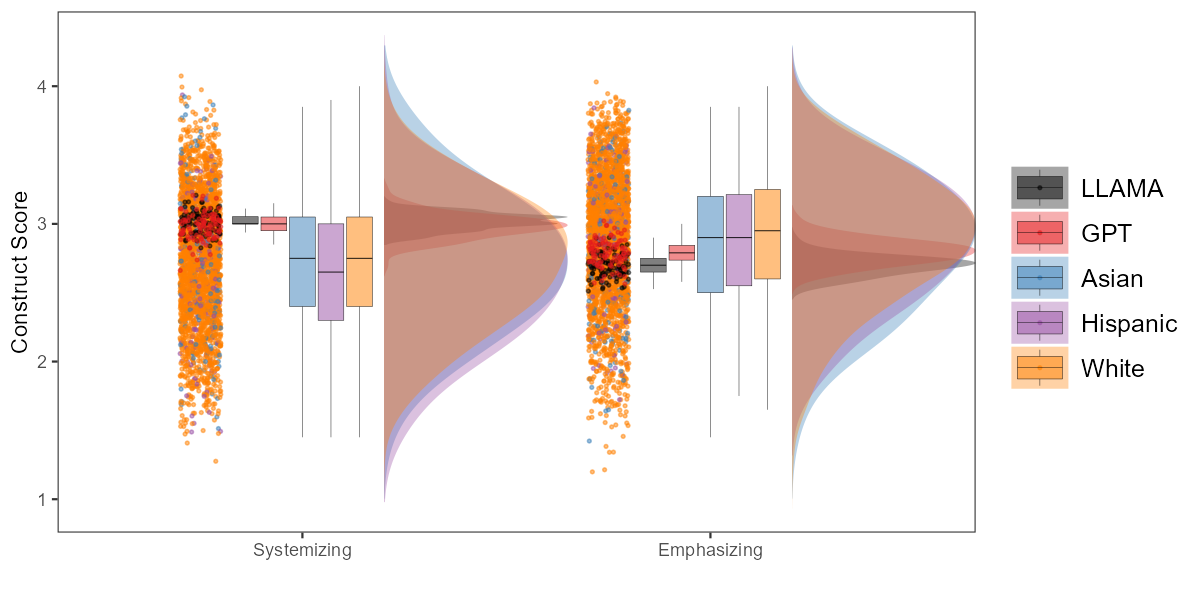 Construct Score
4
3
2
1
Systemizing
Emphasizing
LLAMA
GPT
Asian
Hispanic
White